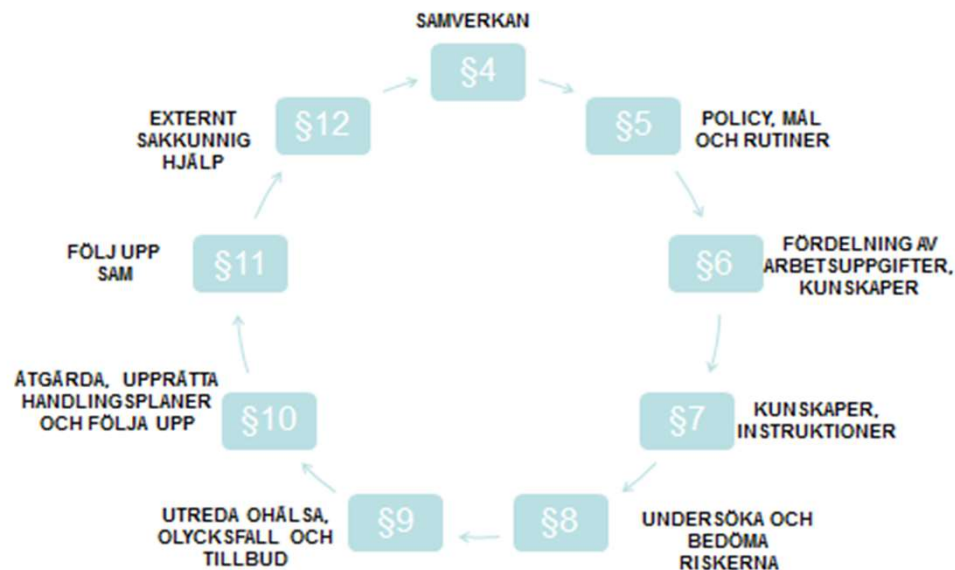 SAMVERKAN
§4
§5
POLICY, MÅL
OCH RUTINER
§6
FÖRDELNING AV
ARBETSUPPGIFTER,
KUNSKAPER
§7
KUNSKAPER,
INSTRUKTIONER
§8
UNDERSÖKA OCH
BEDÖMA
RISKERNA
§9
UTREDA OHÄLSA,
OLYCKSFALL OCH
TILLBUD
§10
ÅTGÄRDA, UPPRÄTTA
HANDLINGSPLANER
OCH FÖLJA UPP
§11
FÖLJ UPP
SAM
§12
EXTERNT
SAKKUNNIG
HJÄLP